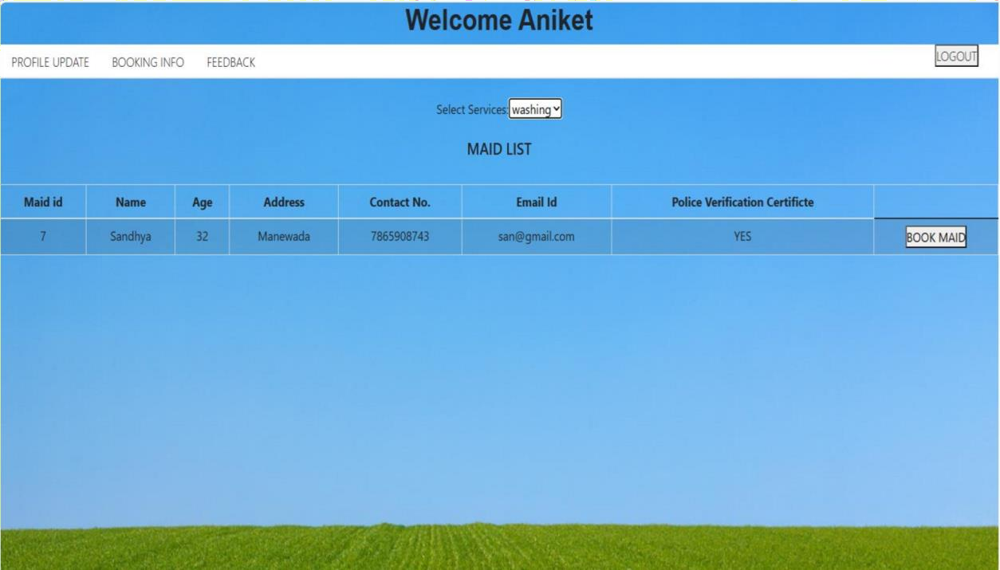 Welcome Aniket
PROFILE UPDATE BOOKING INFO FEEDBACK LOGOUT
Select Services: washing
MAID LIST
Maid id Name Age Address Contact No. Email Id Police Verification Certificte
7 Sandhya 32 Manewada 7865908743 san@gmail.com YES BOOK MAID